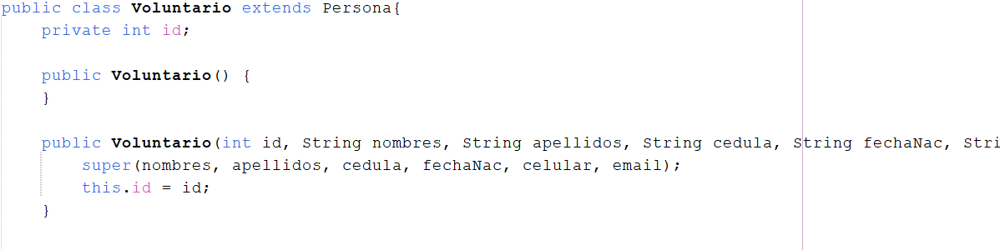 public class Voluntario extends Persona{
private int id;
public Voluntario() {
}
public Voluntario(int id, String nombres, String apellidos, String cedula, String fechaNac, Stri
super(nombres, apellidos, cedula, fechaNac, celular, email);
this.id = id;
}